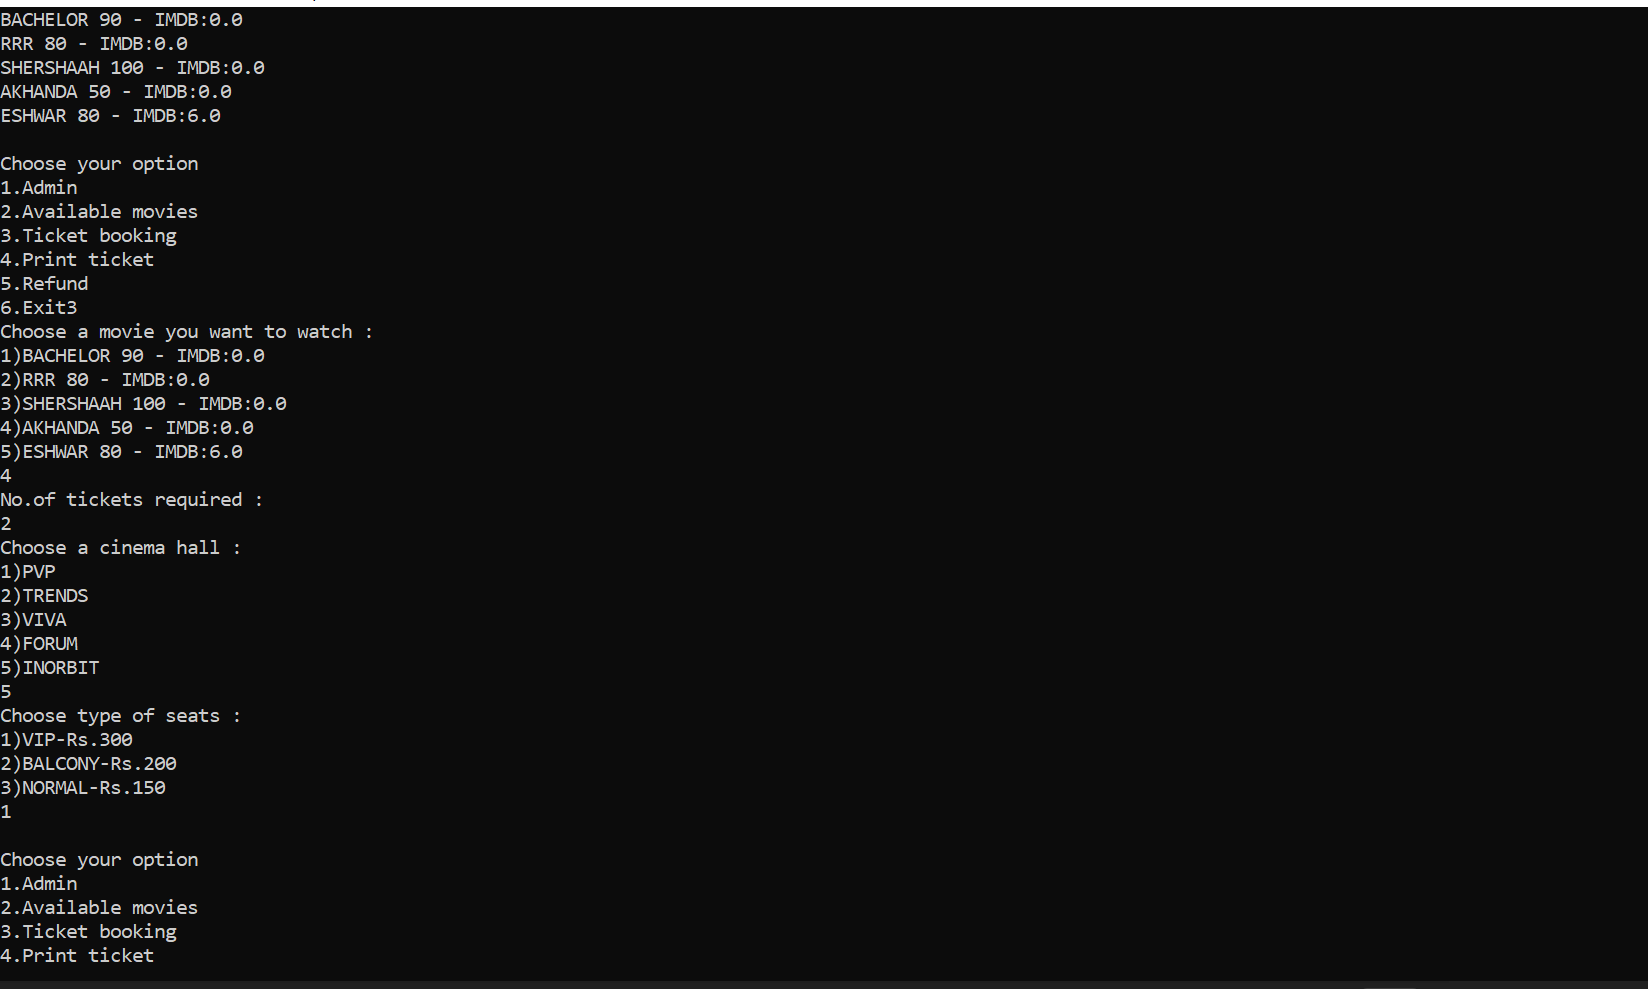 BACHELOR 90 - IMDB:0.0
RRR 80 - IMDB:0.0
SHERSHAAH 100 - IMDB:0.0
AKHANDA 50 - IMDB:0.0
ESHWAR 80 - IMDB:6.0
Choose your option
1.Admin
2.Available movies
3.Ticket booking
4.Print ticket
5.Refund
6.Exit3
Choose a movie you want to watch :
1)BACHELOR 90 - IMDB:0.0
2)RRR 80 - IMDB:0.0
3)SHERSHAAH 100 - IMDB:0.0
4)AKHANDA 50 - IMDB:0.0
5)ESHWAR 80 - IMDB:6.0
4
No.of tickets required :
2
Choose a cinema hall :
1)PVP
2)TRENDS
3)VIVA
4)FORUM
5)INORBIT
5
Choose type of seats :
1)VIP-Rs.300
2)BALCONY-Rs.200
3)NORMAL-Rs.150
1
Choose your option
1.Admin
2.Available movies
3.Ticket booking
4.Print ticket